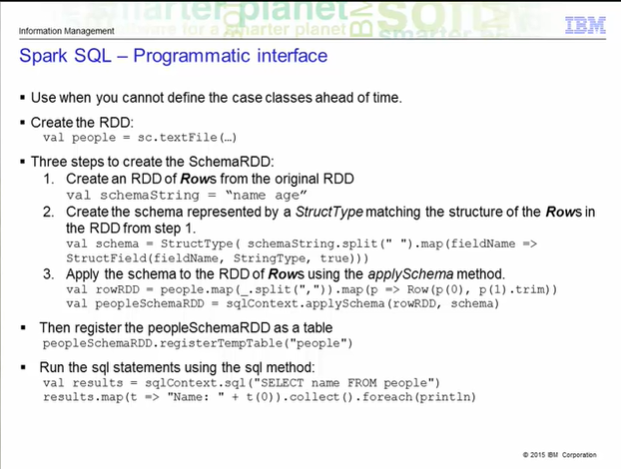 smarter planet
Information Management
IBM
Spark SQL – Programmatic interface
▪ Use when you cannot define the case classes ahead of time.
▪ Create the RDD:
val people = sc.textFile(…)
▪ Three steps to create the SchemaRDD:
1. Create an RDD of Rows from the original RDD
val schemaString = “name age”
2. Create the schema represented by a StructType matching the structure of the Rows in
the RDD from step 1.
val schema = StructType( schemaString.split(" ").map(fieldName =>
StructField(fieldName, StringType, true)))
3. Apply the schema to the RDD of Rows using the applySchema method.
val rowRDD = people.map(_.split(",")).map(p => Row(p(0), p(1).trim))
val peopleSchemaRDD = sqlContext.applySchema(rowRDD, schema)
▪ Then register the peopleSchemaRDD as a table
peopleSchemaRDD.registerTempTable("people")
▪ Run the sql statements using the sql method:
val results = sqlContext.sql("SELECT name FROM people")
results.map(t => "Name: " + t(0)).collect().foreach(println)
© 2015 IBM Corporation